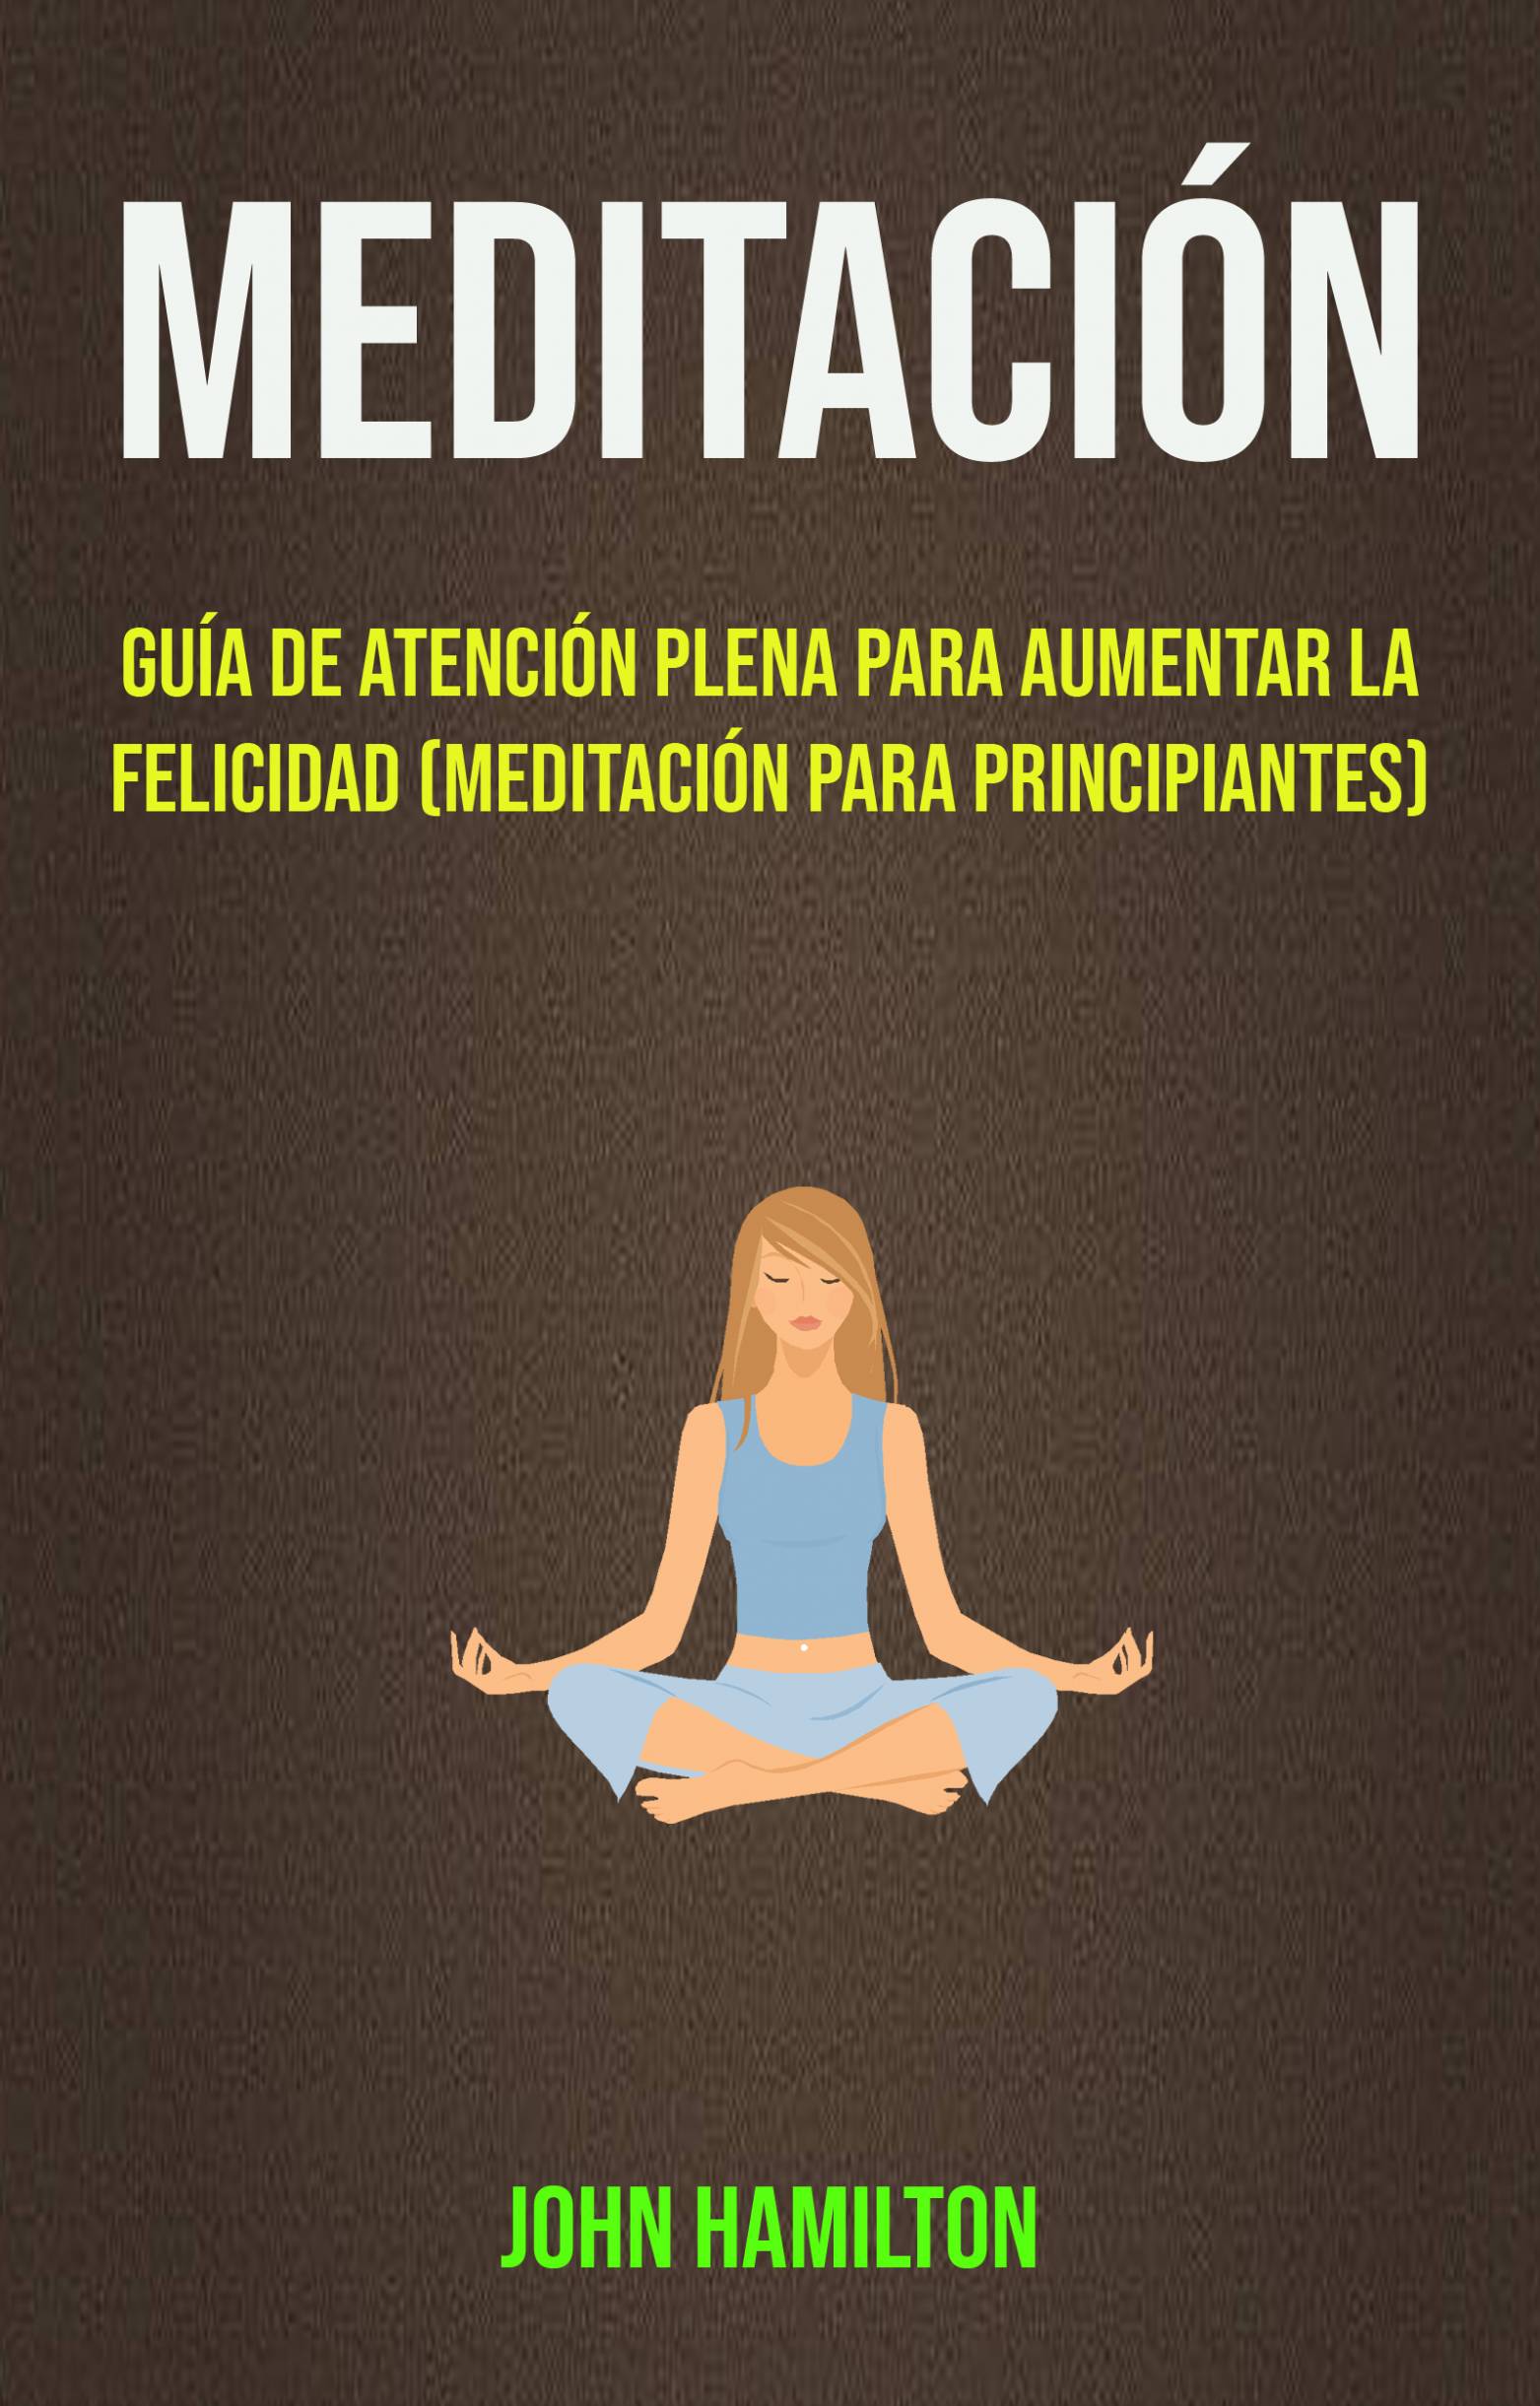 MEDITACIÓN
GUÍA DE ATENCIÓN PLENA PARA AUMENTAR LA
FELICIDAD (MEDITACIÓN PARA PRINCIPIANTES)
JOHN HAMILTON